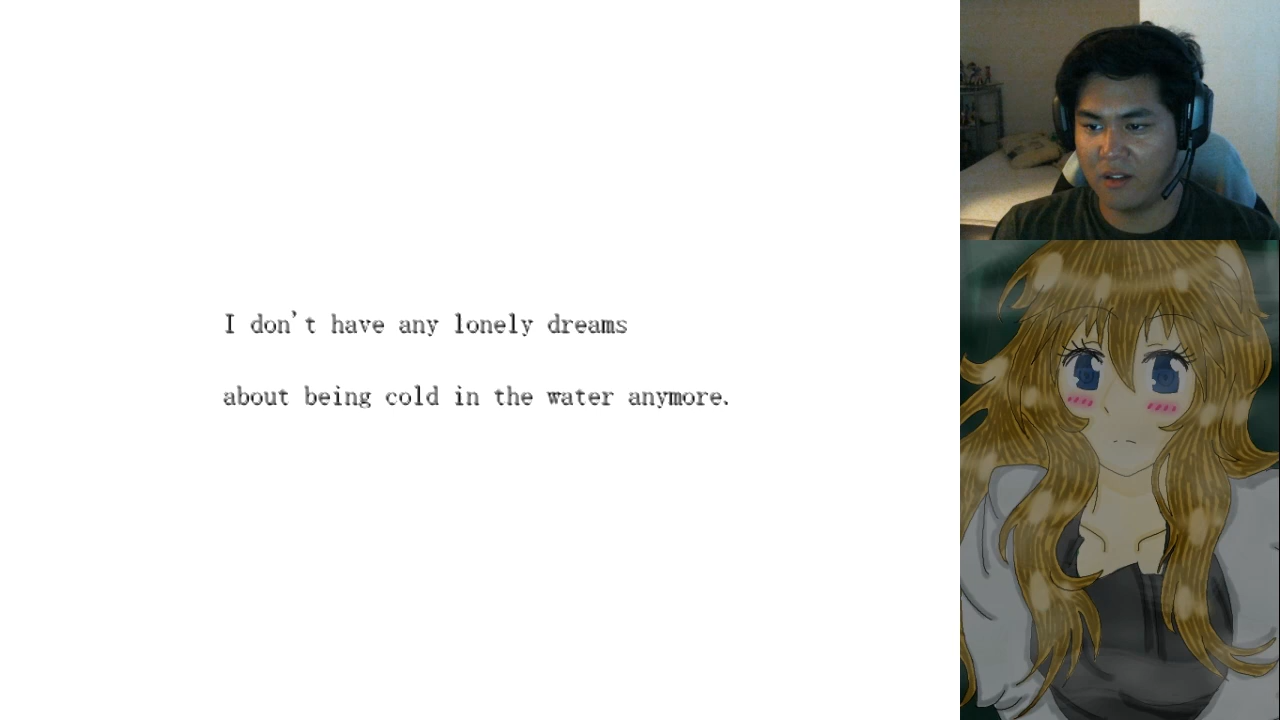 I don't have any lonely dreams
about being cold in the water anymore.